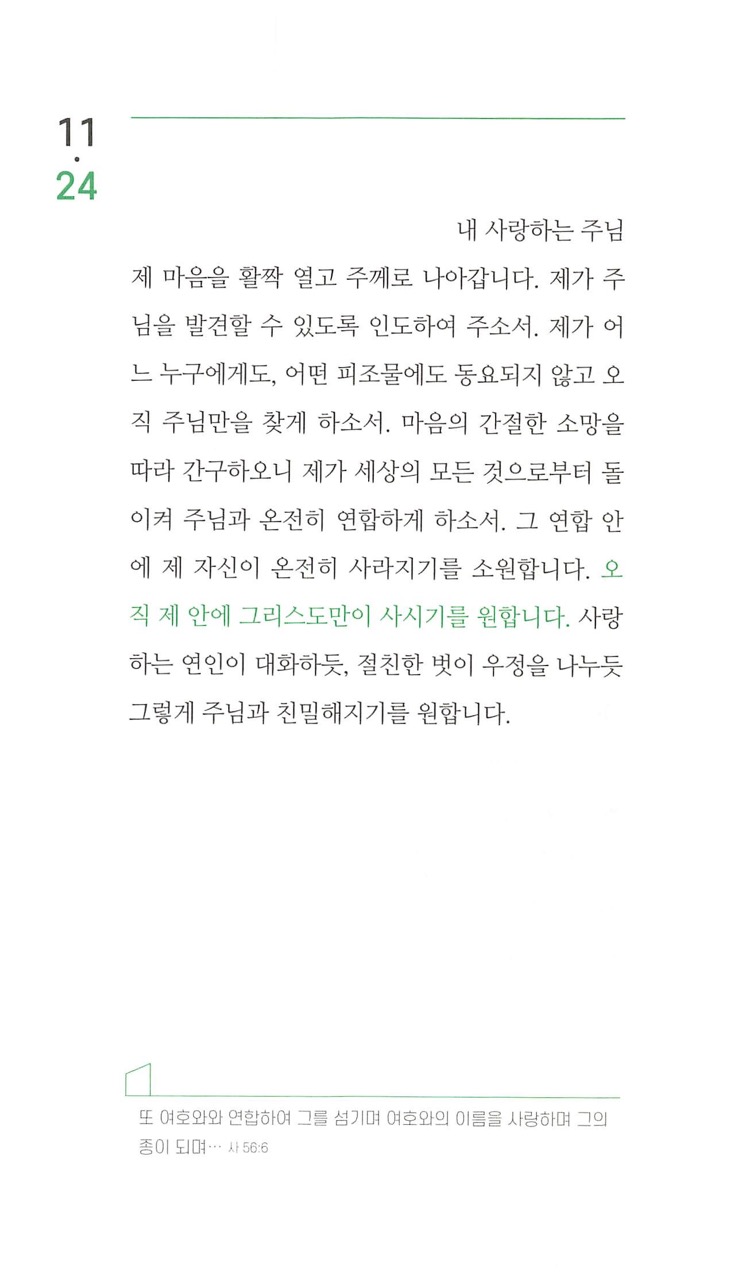 11
·
24
내 사랑하는 주님
제 마음을 활짝 열고 주께로 나아갑니다. 제가 주
님을 발견할 수 있도록 인도하여 주소서. 제가 어
느 누구에게도, 어떤 피조물에도 동요되지 않고 오
직 주님만을 찾게 하소서. 마음의 간절한 소망을
따라 간구하오니 제가 세상의 모든 것으로부터 돌
이켜 주님과 온전히 연합하게 하소서. 그 연합 안
에 제 자신이 온전히 사라지기를 소원합니다. 오
직 제 안에 그리스도만이 사시기를 원합니다. 사랑
하는 연인이 대화하듯, 절친한 벗이 우정을 나누듯
그렇게 주님과 친밀해지기를 원합니다.
또 여호와와 연합하여 그를 섬기며 여호와의 이름을 사랑하며 그의
종이 되며… 사 56:6